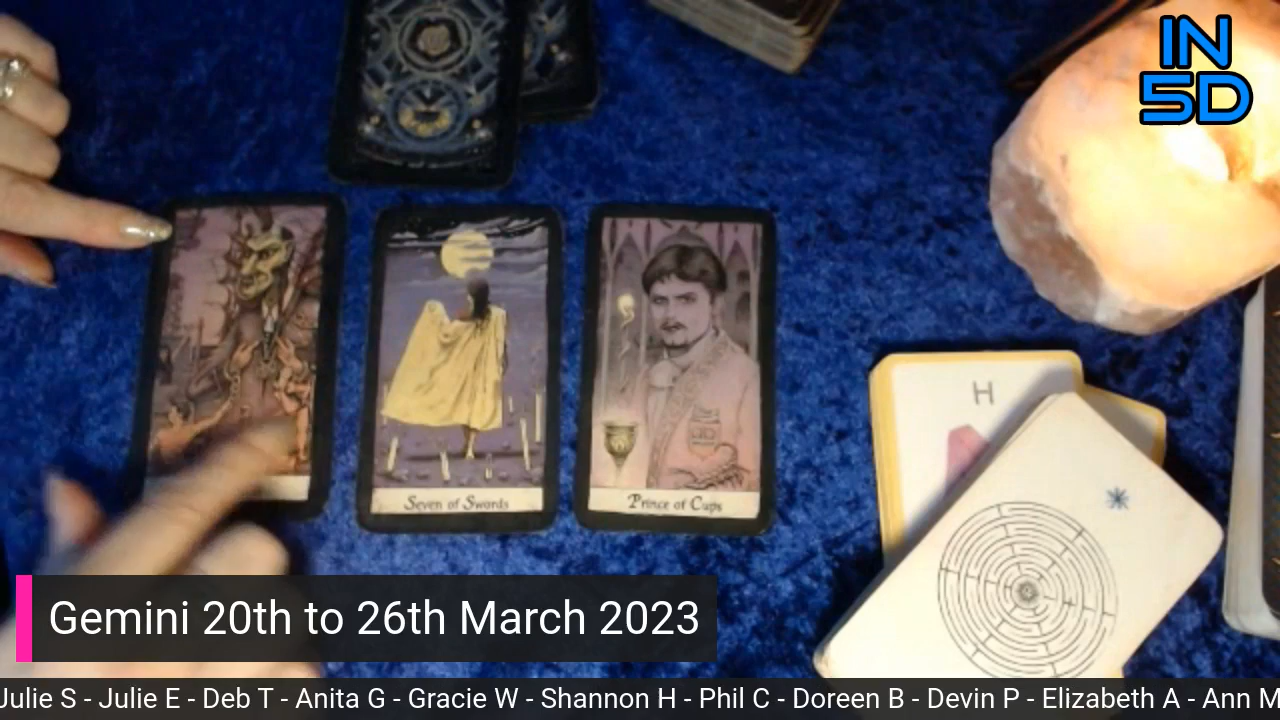 IN
5D
H
Seven of Swords
Prince of Cups
Gemini 20th to 26th March 2023
Julie S - Julie E - Deb T - Anita G - Gracie W - Shannon H - Phil C - Doreen B - Devin P - Elizabeth A - Ann M